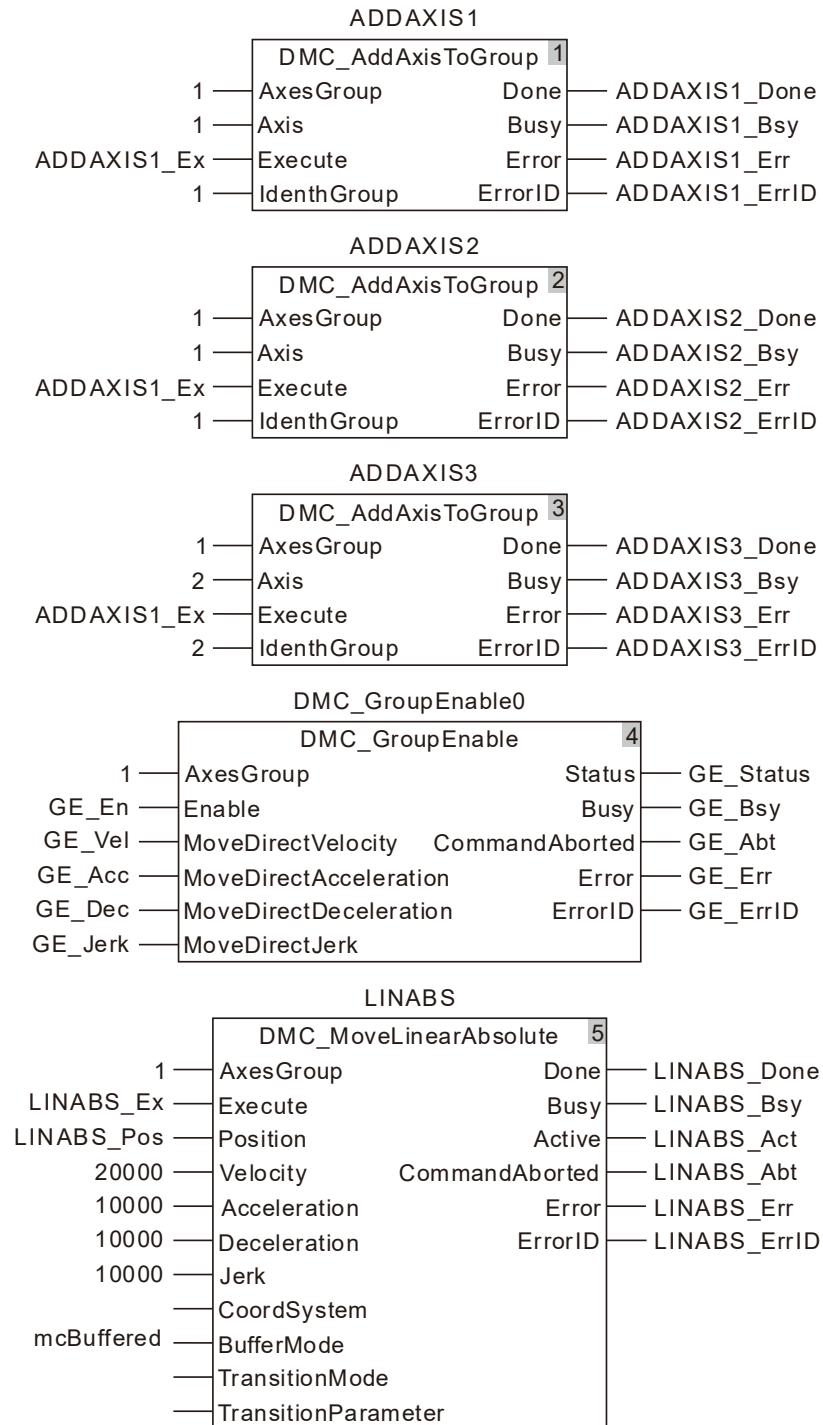 ADDAXIS1
DMC_AddAxisToGroup 1
1 AxesGroup Done ADDAXIS1_Done
1 Axis Busy ADDAXIS1_Bsy
ADDAXIS1_Ex Execute Error ADDAXIS1_Err
1 IdenthGroup ErrorID ADDAXIS1_ErrID
ADDAXIS2
DMC_AddAxisToGroup 2
1 AxesGroup Done ADDAXIS2_Done
1 Axis Busy ADDAXIS2_Bsy
ADDAXIS1_Ex Execute Error ADDAXIS2_Err
1 IdenthGroup ErrorID ADDAXIS2_ErrID
ADDAXIS3
DMC_AddAxisToGroup 3
1 AxesGroup Done ADDAXIS3_Done
2 Axis Busy ADDAXIS3_Bsy
ADDAXIS1_Ex Execute Error ADDAXIS3_Err
2 IdenthGroup ErrorID ADDAXIS3_ErrID
DMC_GroupEnable0
DMC_GroupEnable 4
1 AxesGroup Status GE_Status
GE_En Enable Busy GE_Bsy
GE_Vel MoveDirectVelocity CommandAborted GE_Abt
GE_Acc MoveDirectAcceleration Error GE_Err
GE_Dec MoveDirectDeceleration ErrorID GE_ErrID
GE_Jerk MoveDirectJerk
LINABS
DMC_MoveLinearAbsolute 5
1 AxesGroup Done LINABS_Done
LINABS_Ex Execute Busy LINABS_Bsy
LINABS_Pos Position Active LINABS_Act
20000 Velocity CommandAborted LINABS_Abt
10000 Acceleration Error LINABS_Err
10000 Deceleration ErrorID LINABS_ErrID
10000 Jerk
CoordSystem
mcBuffered BufferMode
TransitionMode
TransitionParameter